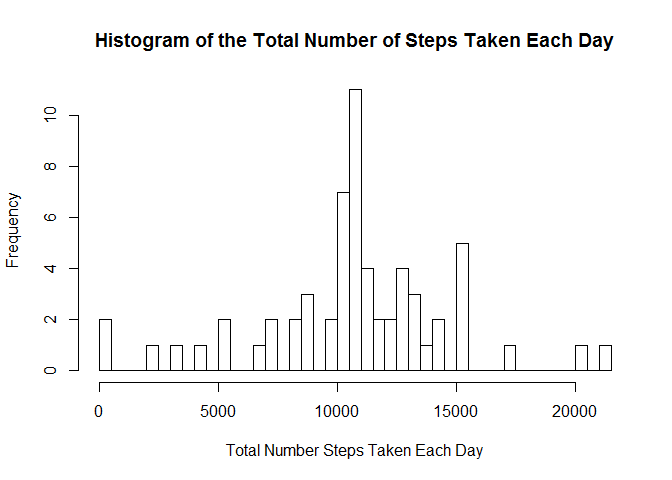 Histogram of the Total Number of Steps Taken Each Day
Frequency
10
8
6
4
2
0
0 5000 10000 15000 20000
Total Number Steps Taken Each Day